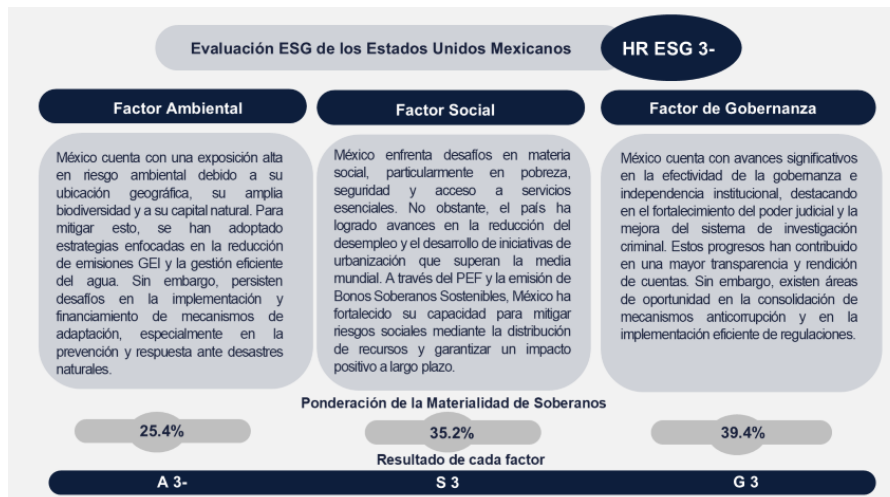 Evaluación ESG de los Estados Unidos Mexicanos
HR ESG 3-
Factor Ambiental
México cuenta con una exposición alta
en riesgo ambiental debido a su
ubicación geográfica, su amplia
biodiversidad y a su capital natural. Para
mitigar esto, se han adoptado
estrategias enfocadas en la reducción
de emisiones GEI y la gestión eficiente
del agua. Sin embargo, persisten
desafíos en la implementación y
financiamiento de mecanismos de
adaptación, especialmente en la
prevención y respuesta ante desastres
naturales.
Factor Social
México enfrenta desafíos en materia
social, particularmente en pobreza,
seguridad y acceso a servicios
esenciales. No obstante, el país ha
logrado avances en la reducción del
desempleo y el desarrollo de iniciativas de
urbanización que superan la media
mundial. A través del PEF y la emisión de
Bonos Soberanos Sostenibles, México ha
fortalecido su capacidad para mitigar
riesgos sociales mediante la distribución
de recursos y garantizar un impacto
positivo a largo plazo.
Factor de Gobernanza
México cuenta con avances significativos
en la efectividad de la gobernanza e
independencia institucional, destacando
en el fortalecimiento del poder judicial y la
mejora del sistema de investigación
criminal. Estos progresos han contribuido
en una mayor transparencia y rendición
de cuentas. Sin embargo, existen áreas
de oportunidad en la consolidación de
mecanismos anticorrupción y en la
implementación eficiente de regulaciones.
Ponderación de la Materialidad de Soberanos
25.4%
35.2%
39.4%
Resultado de cada factor
A 3-
S 3
G 3